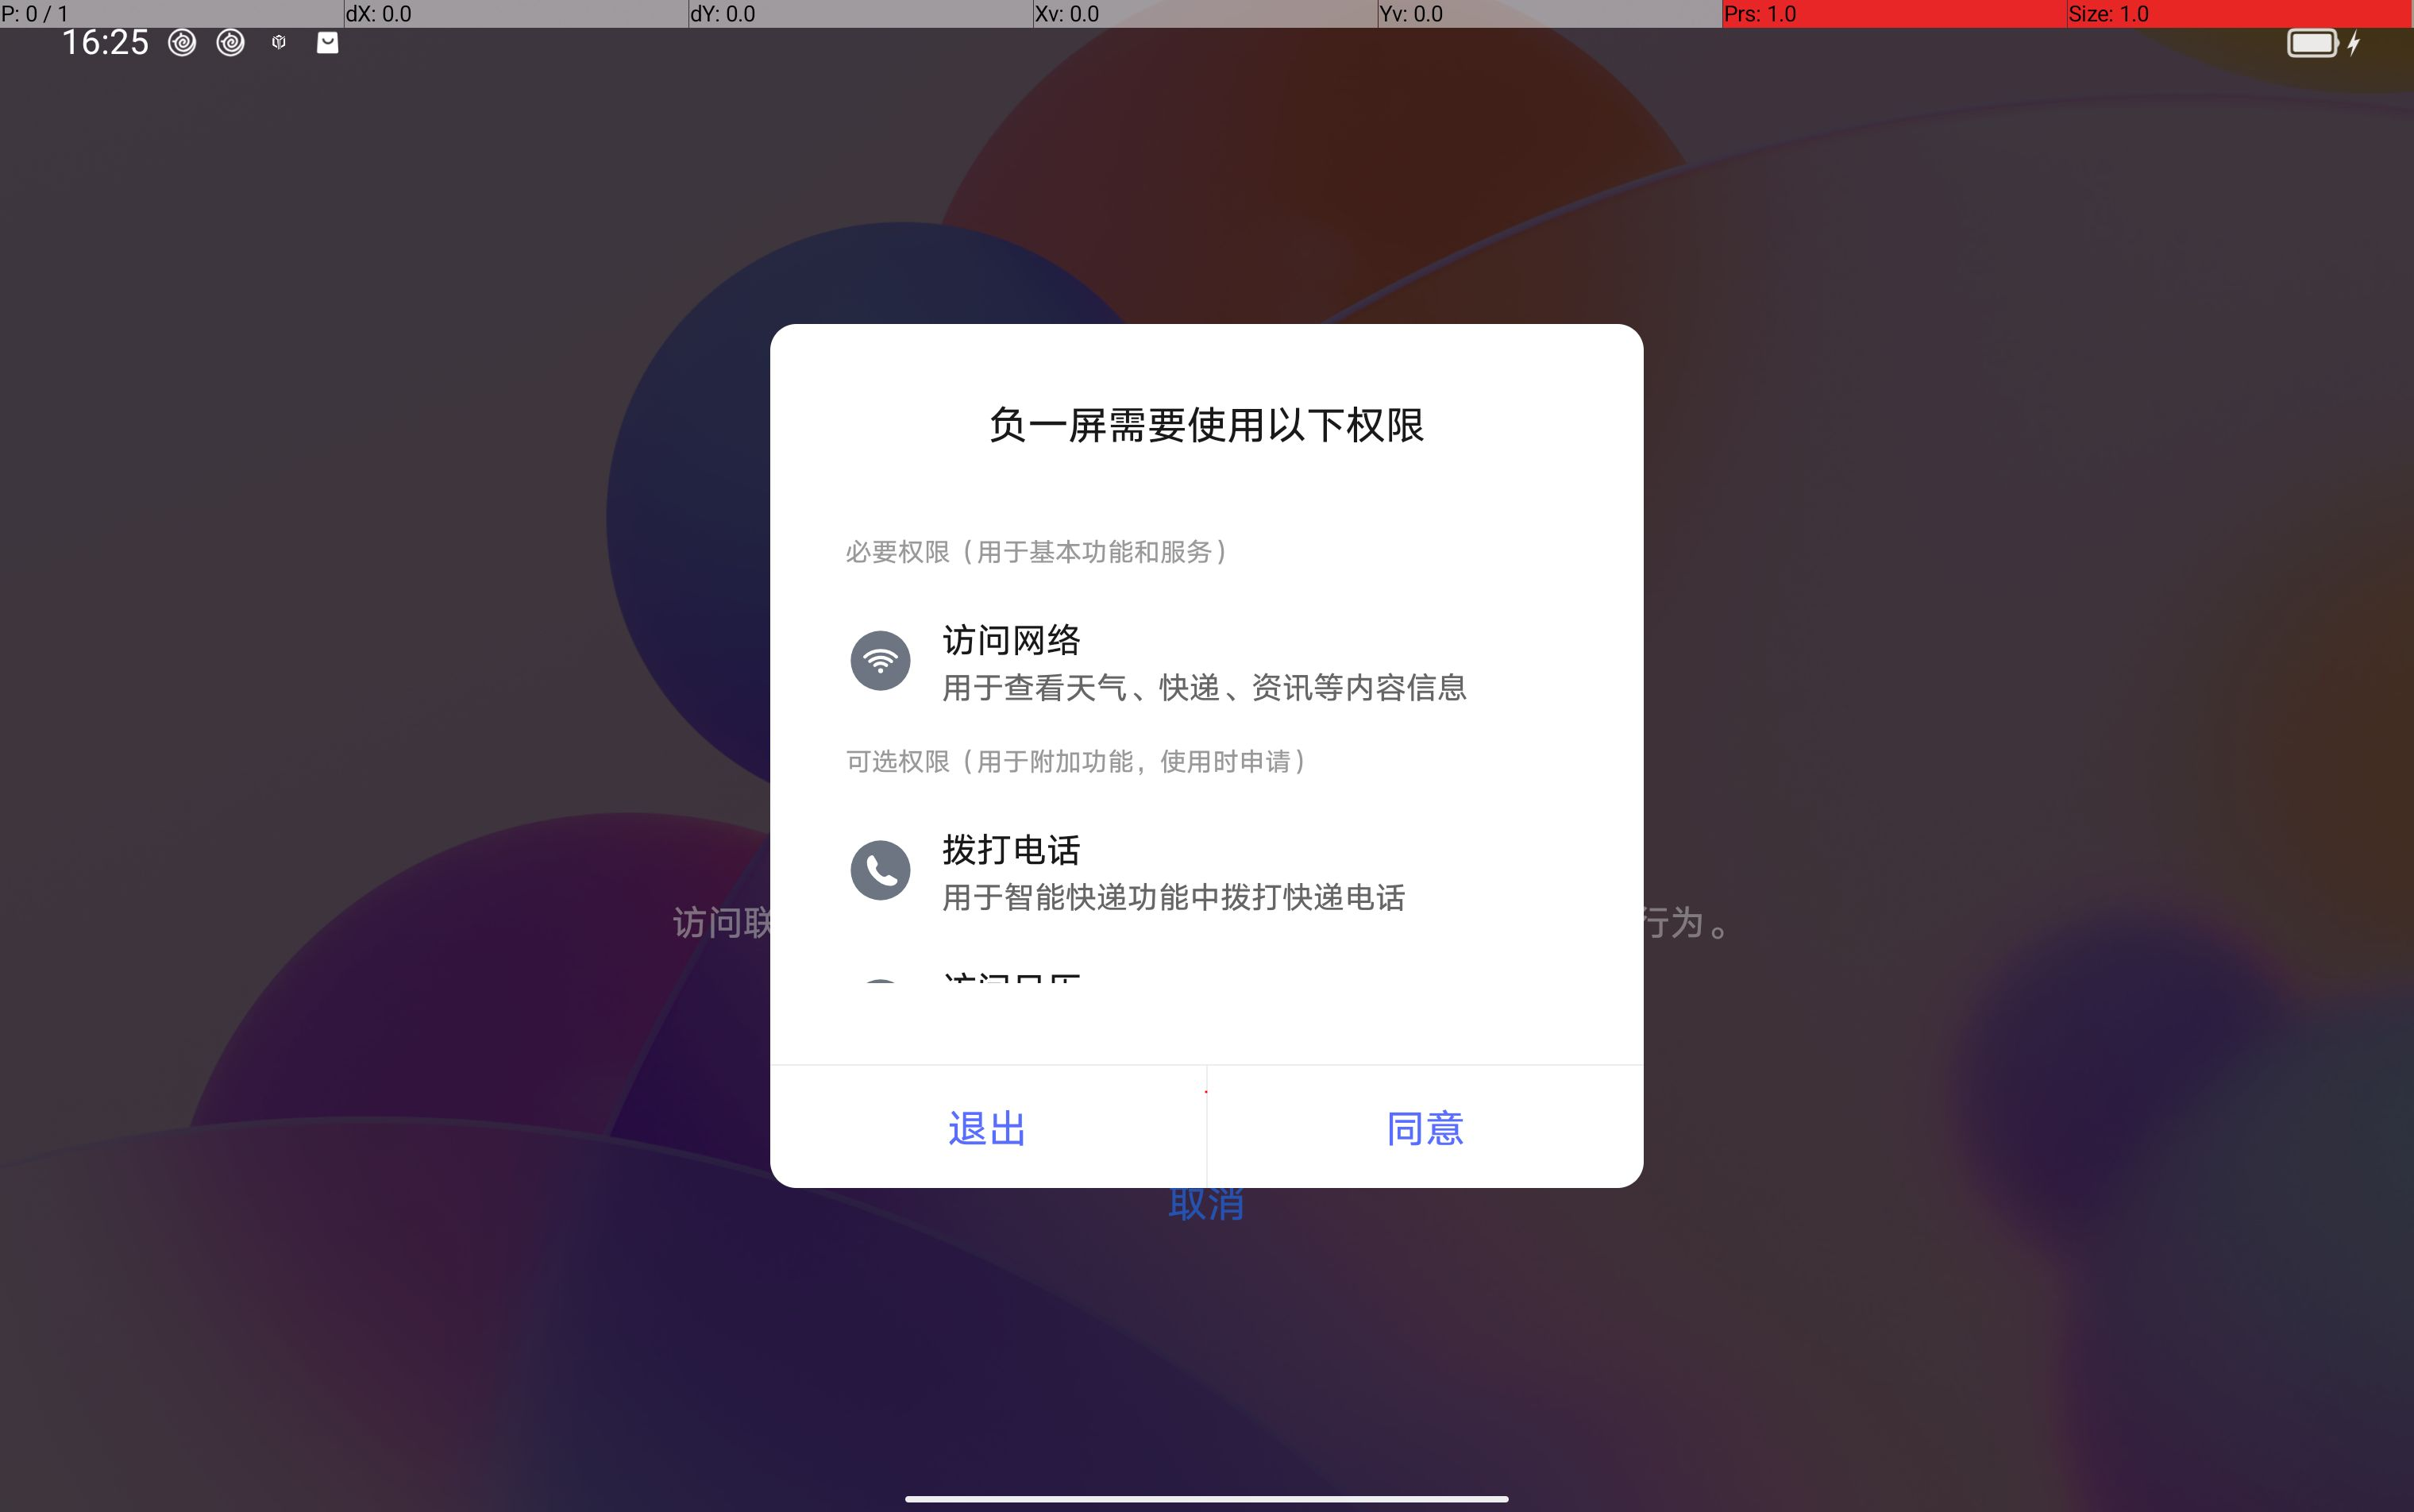 P: 0 / 1 dX: 0.0 dY: 0.0 Xv: 0.0 Yv: 0.0 Prs: 1.0 Size: 1.0
16:25
负一屏需要使用以下权限
必要权限（用于基本功能和服务）
访问网络
用于查看天气、快递、资讯等内容信息
可选权限（用于附加功能，使用时申请）
拨打电话
用于智能快递功能中拨打快递电话
访问联 行为。
访问日历
退出 同意
取消